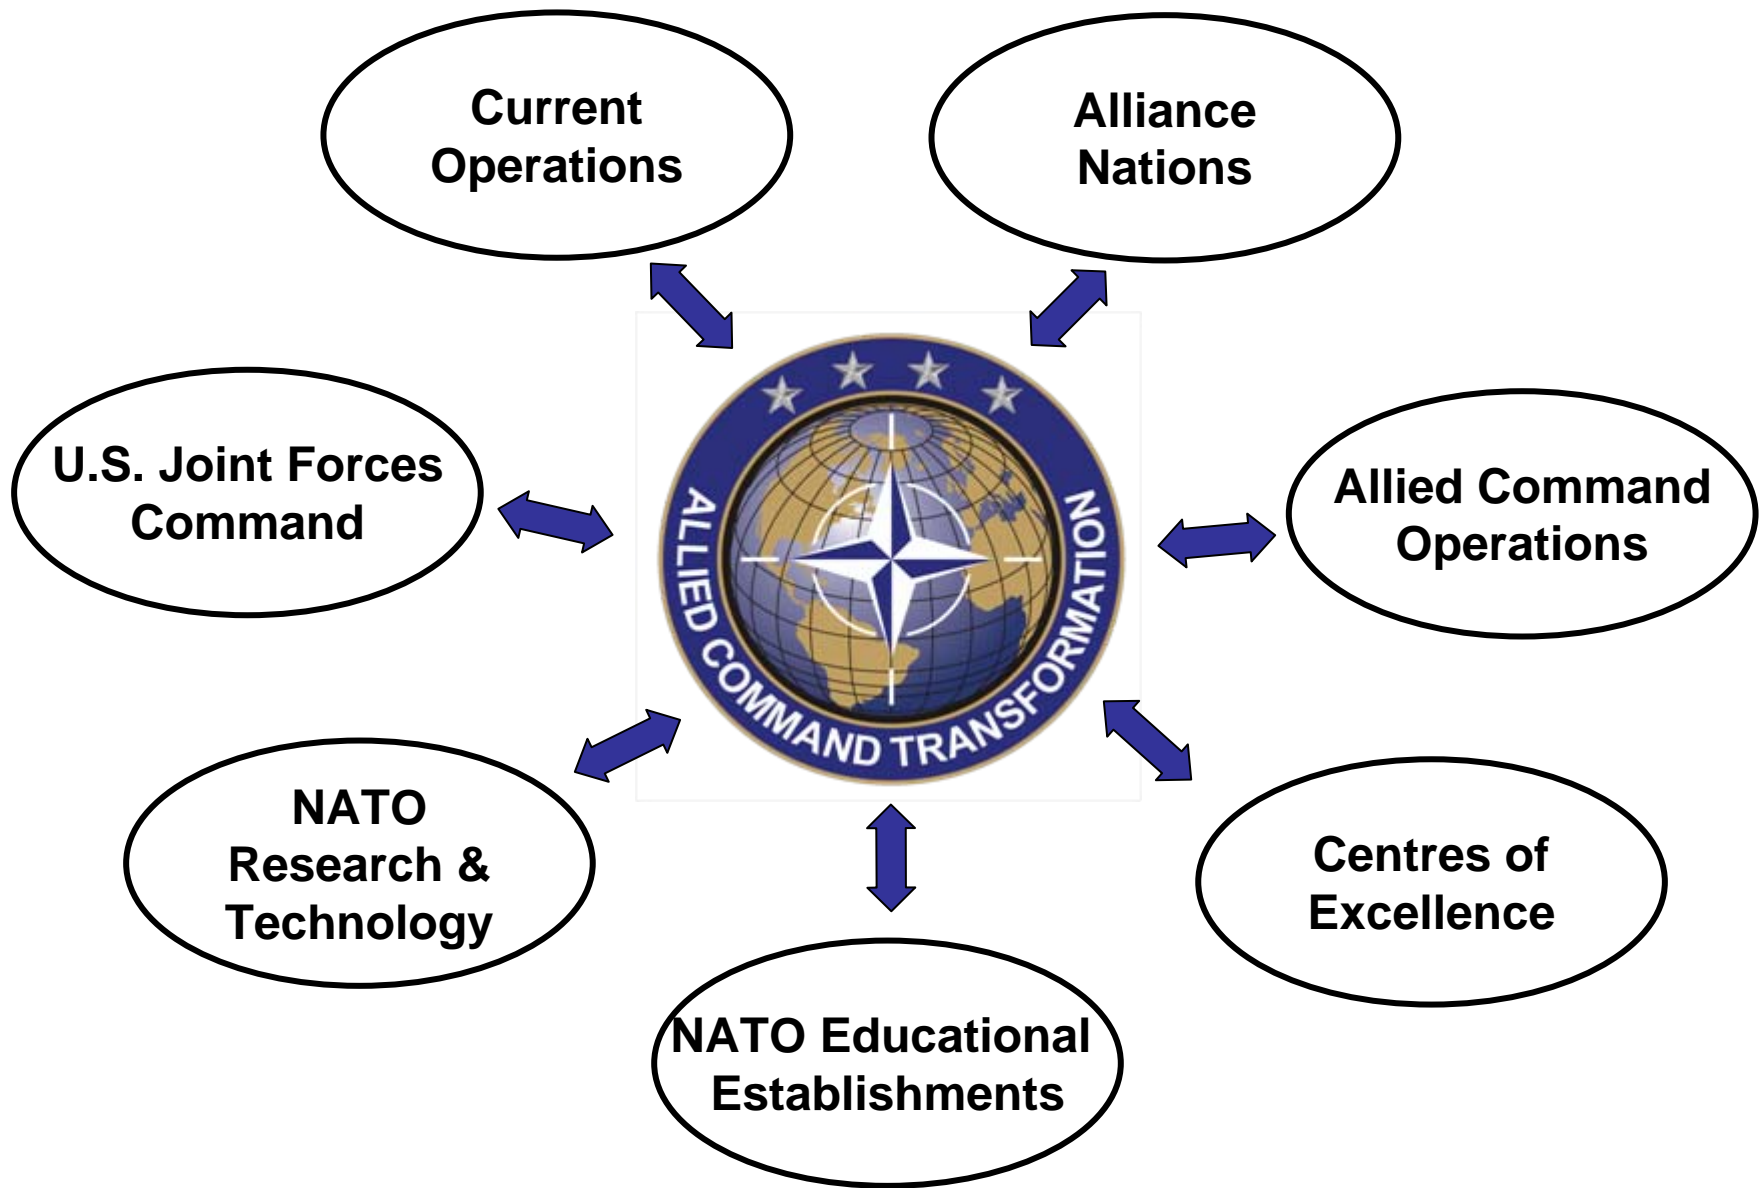 Current
Operations
Alliance
Nations
U.S. Joint Forces
Command
Allied Command
Operations
ALLIED COMMAND TRANSFORMATION
NATO
Research &
Technology
Centres of
Excellence
NATO Educational
Establishments